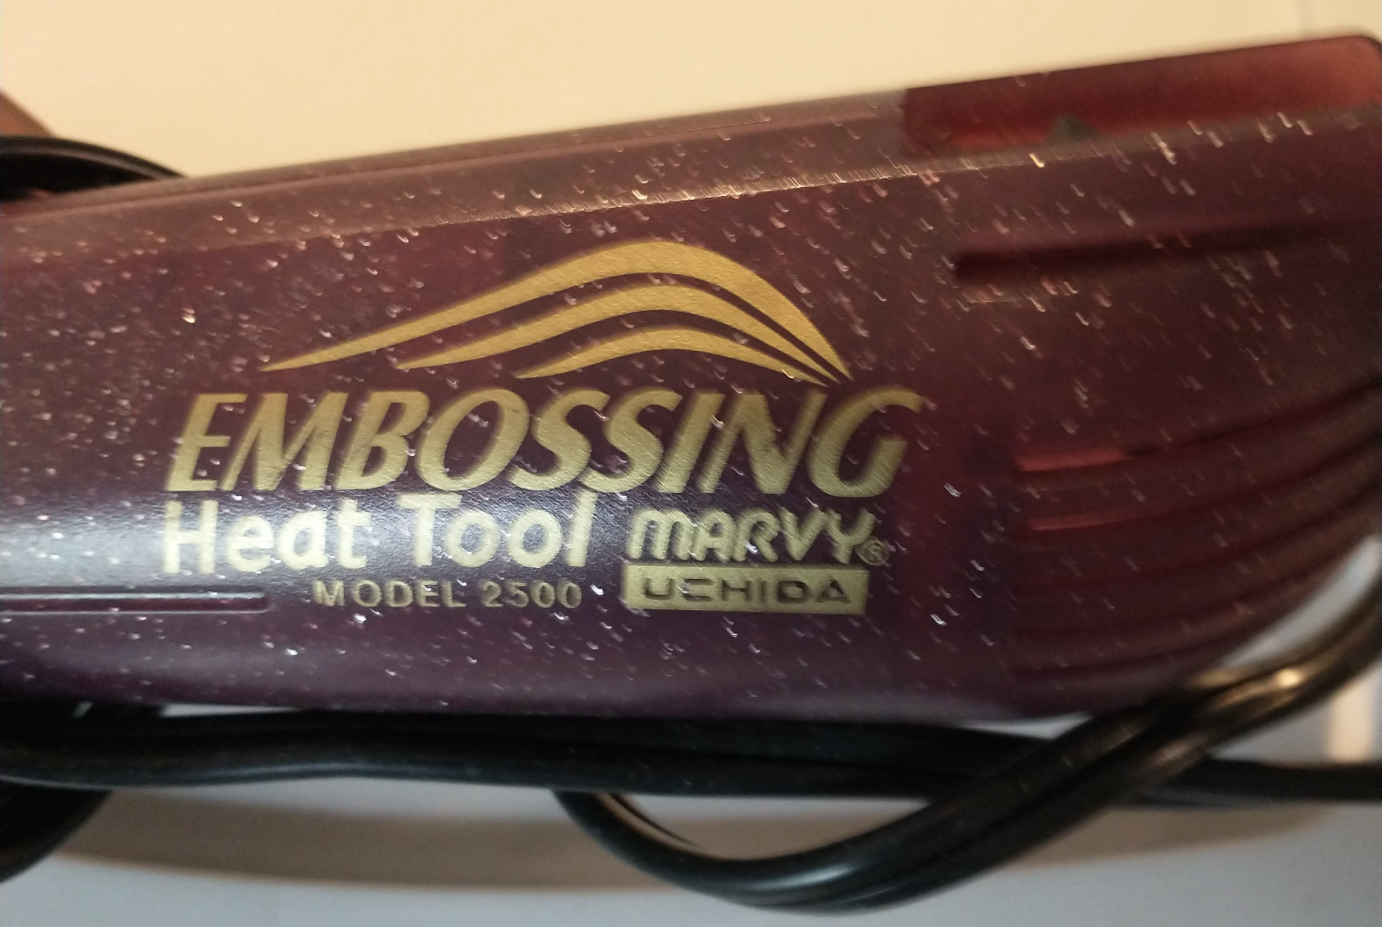 EMBOSSING
Heat Tool MARVY®
MODEL 2500 UCHIDA